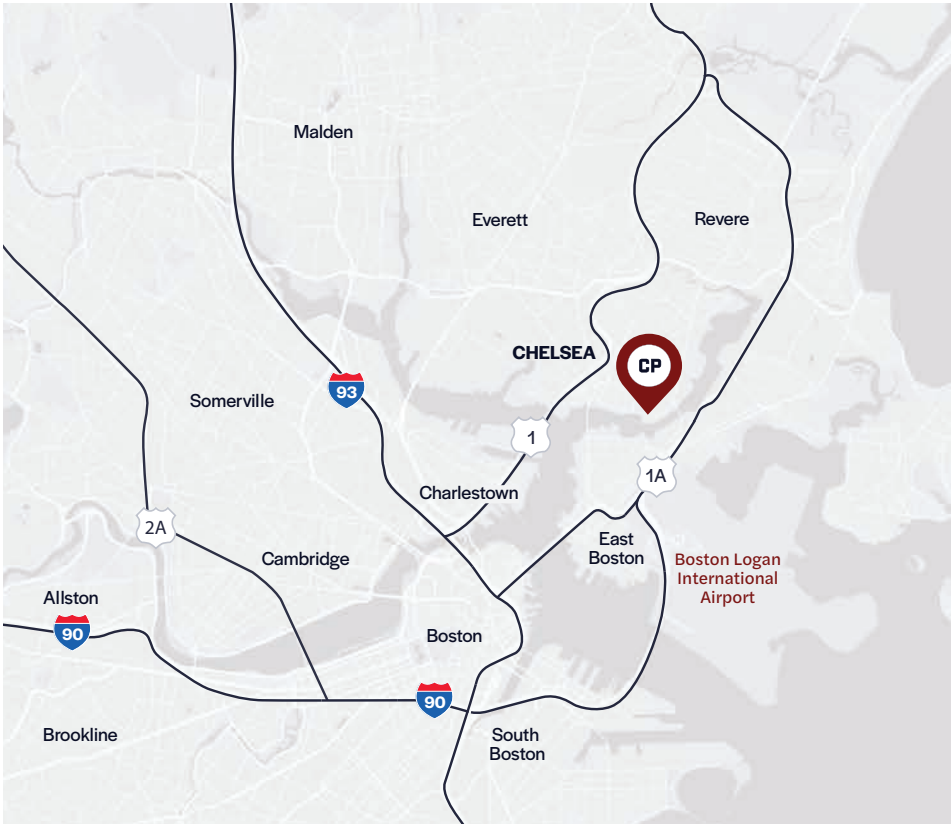 Malden
Everett
Revere
CHELSEA
CP
93
Somerville
1
1A
Charlestown
2A
East
Boston
Cambridge
Boston Logan
International
Airport
Allston
90
Boston
90
Brookline
South
Boston